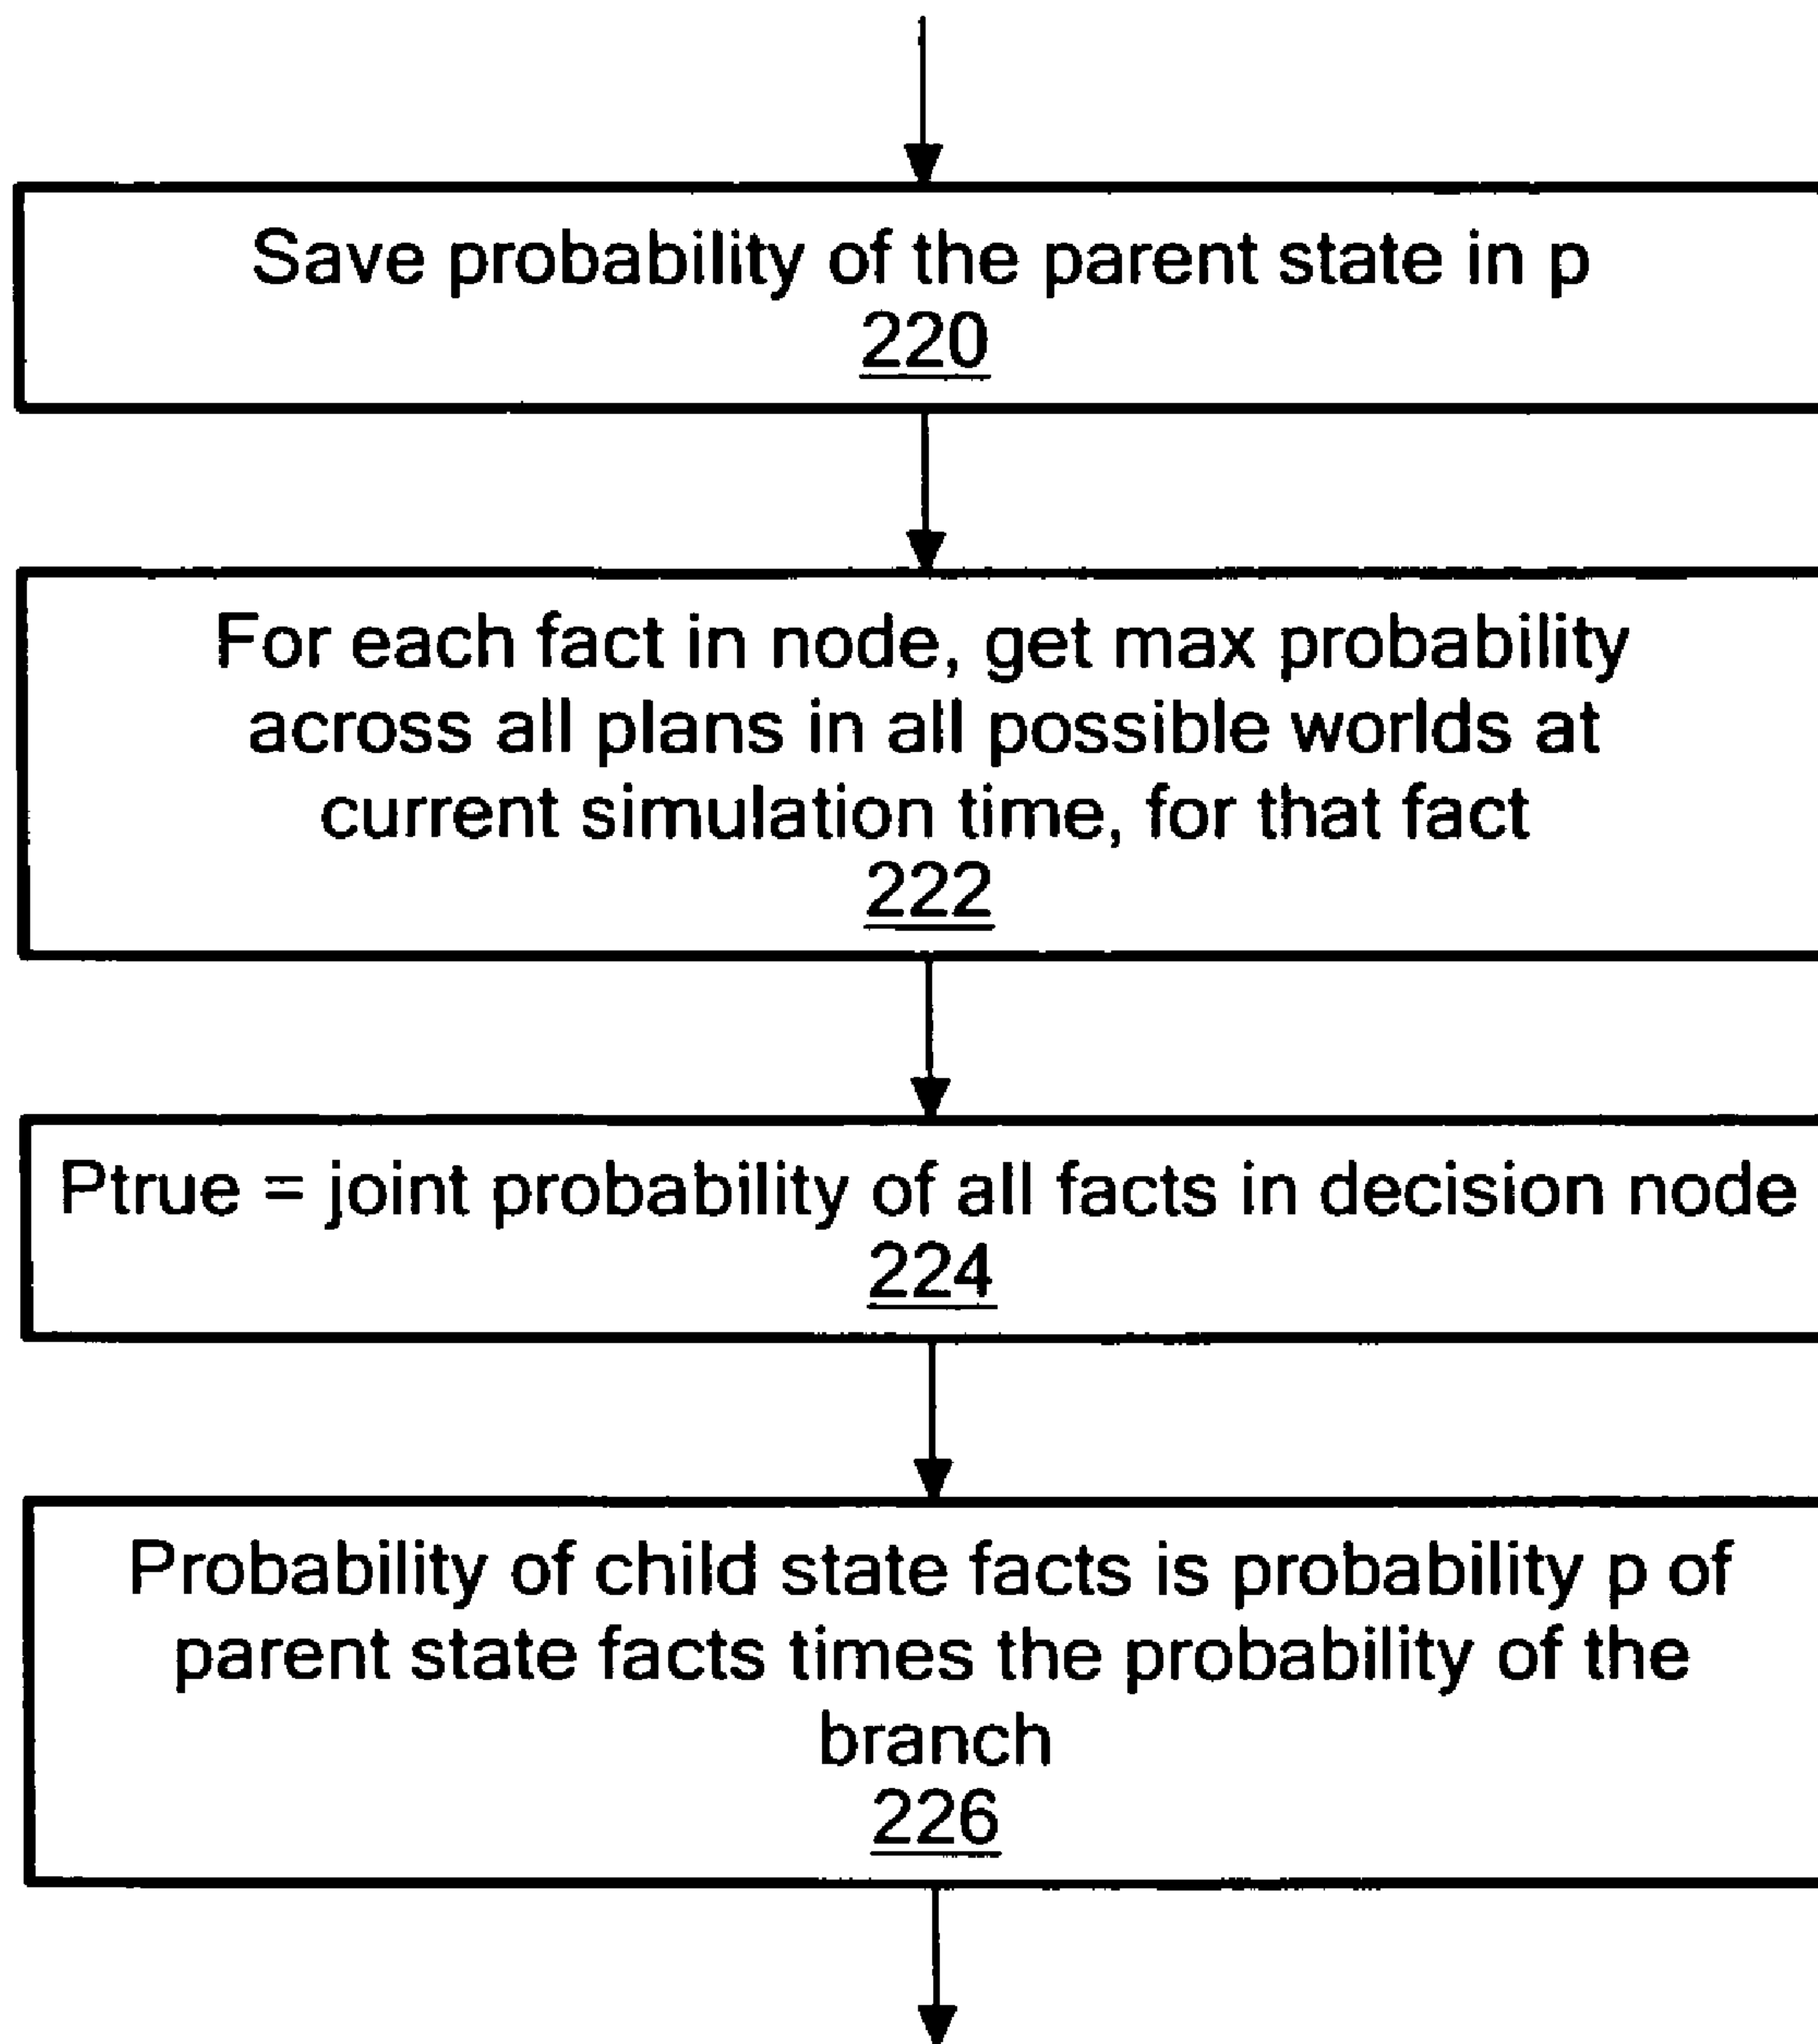 Save probability of the parent state in p
220
For each fact in node, get max probability
across all plans in all possible worlds at
current simulation time, for that fact
222
Ptrue = joint probability of all facts in decision node
224
Probability of child state facts is probability p of
parent state facts times the probability of the
branch
226